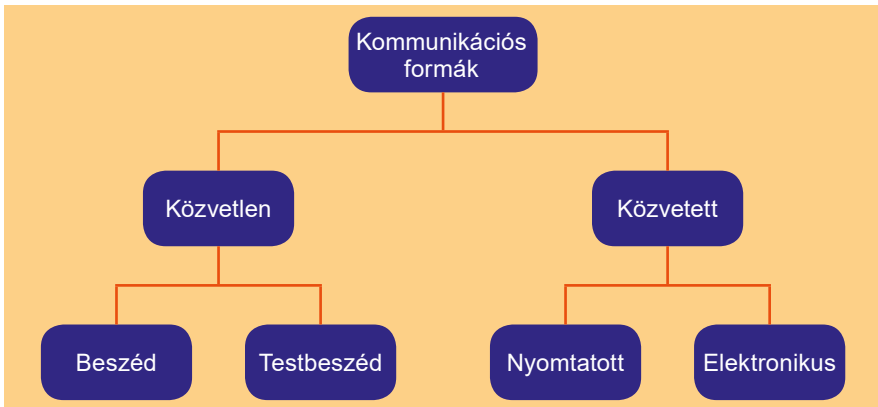 Kommunikációs
formák
Közvetlen
Közvetett
Beszéd
Testbeszéd
Nyomtatott
Elektronikus